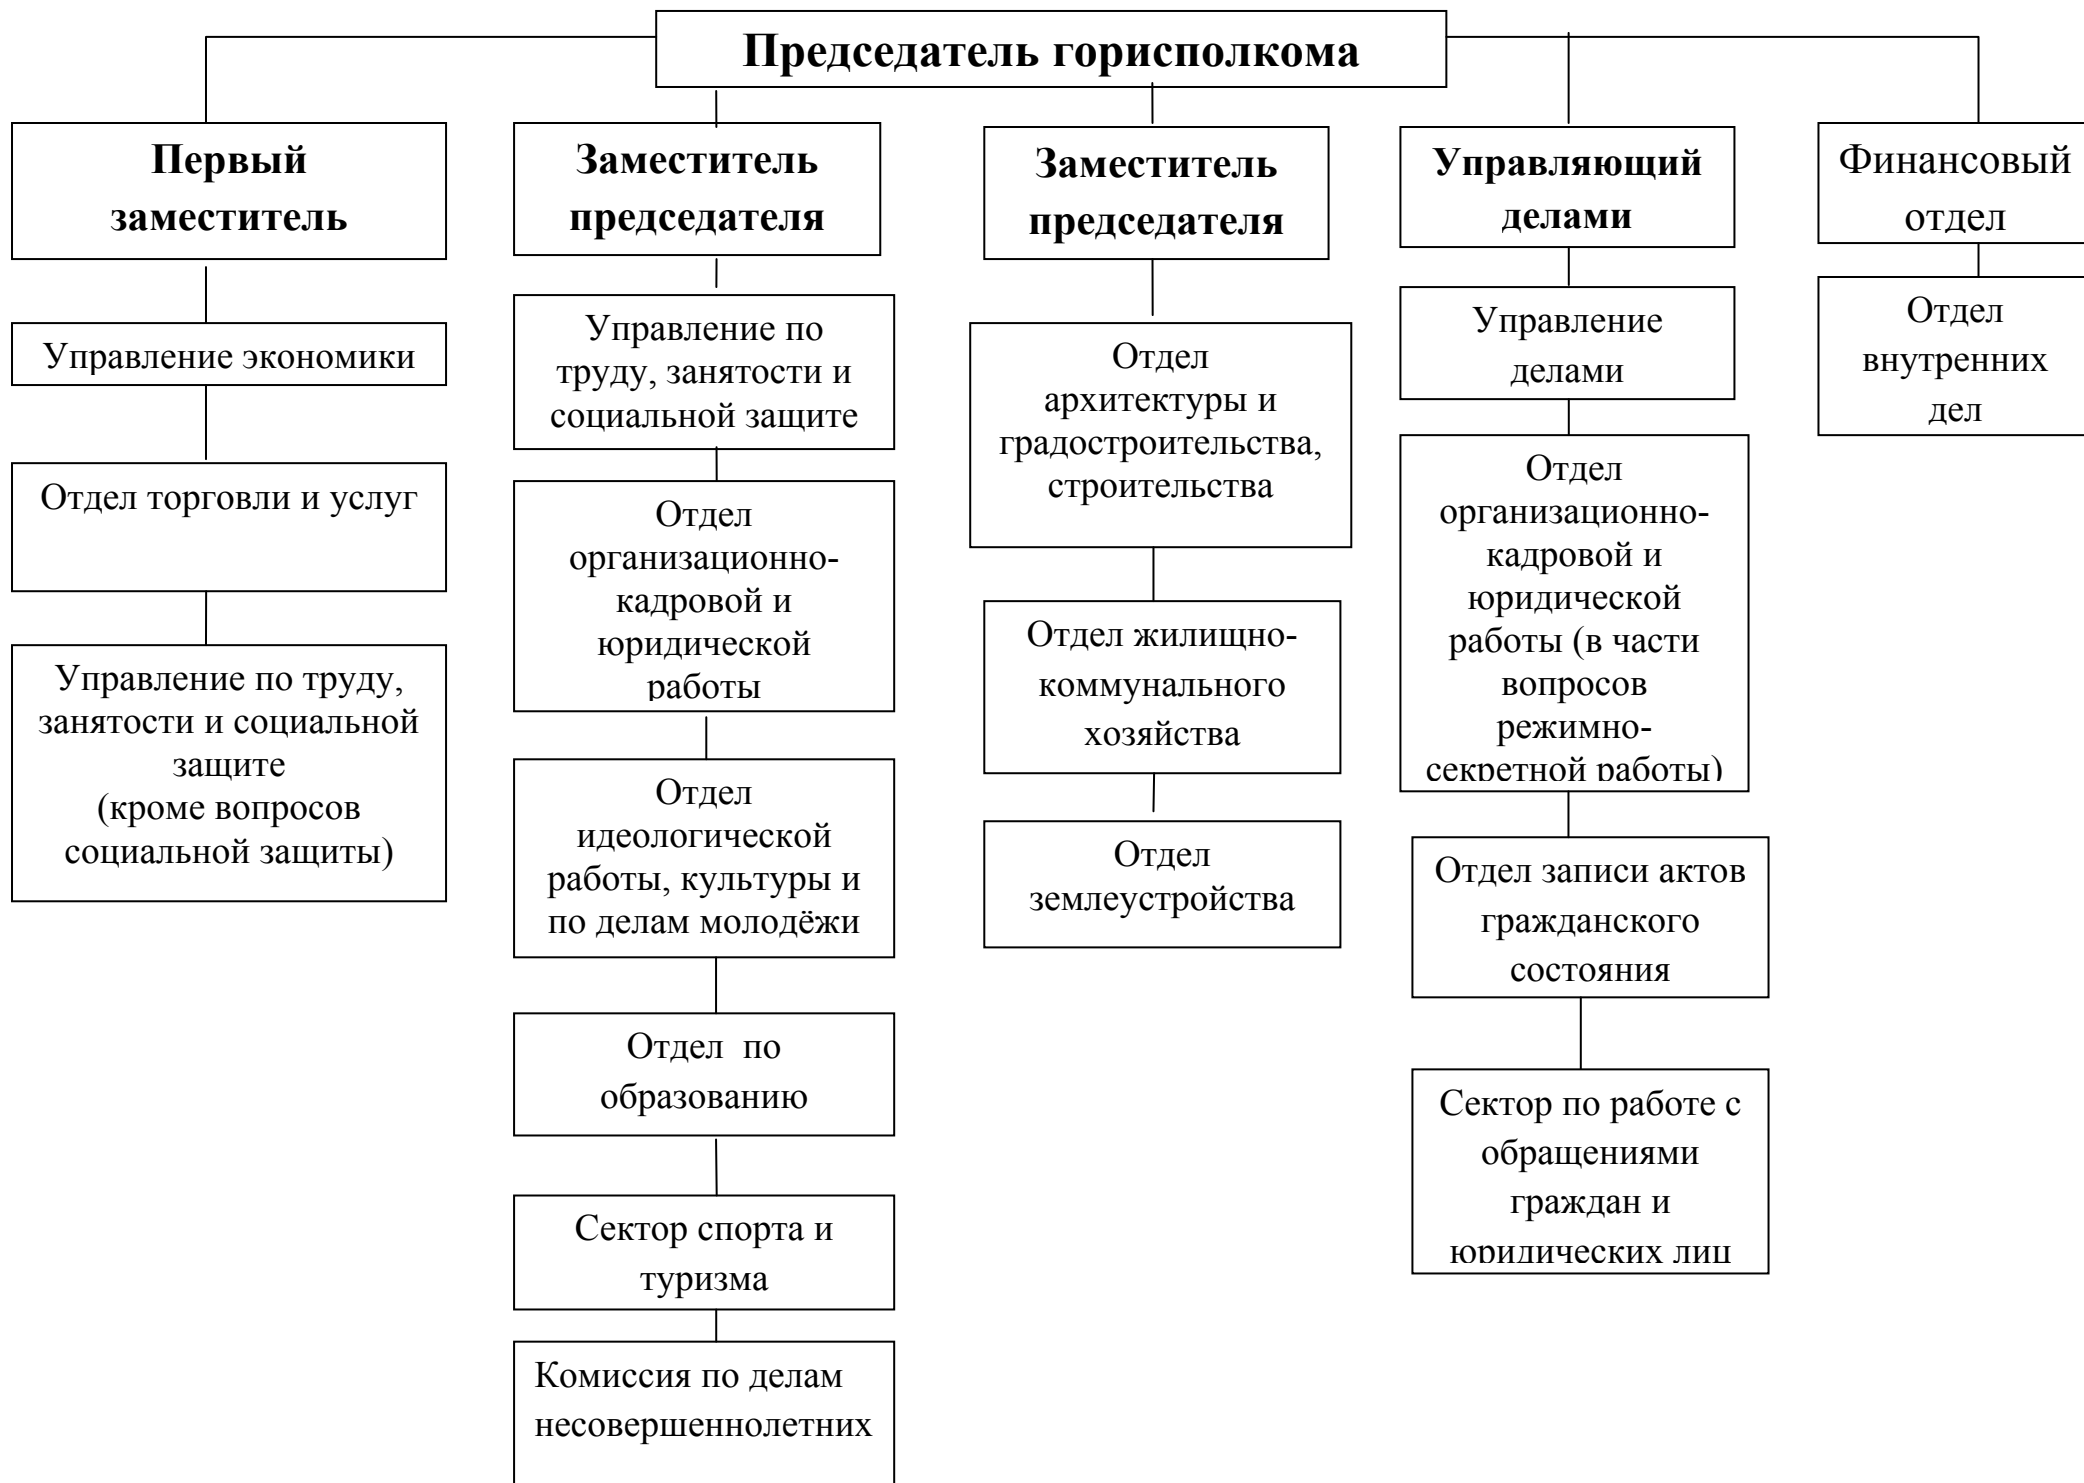 Председатель горисполкома
Первый
заместитель
Управление экономики
Отдел торговли и услуг
Управление по труду,
занятости и социальной
защите
(кроме вопросов
социальной защиты)
Заместитель
председателя
Управление по
труду, занятости и
социальной защите
Отдел
организационно-
кадровой и
юридической
работы
Отдел
идеологической
работы, культуры и
по делам молодёжи
Отдел по
образованию
Сектор спорта и
туризма
Комиссия по делам
несовершеннолетних
Заместитель
председателя
Отдел
архитектуры и
градостроительства,
строительства
Отдел жилищно-
коммунального
хозяйства
Отдел
землеустройства
Управляющий
делами
Управление
делами
Отдел
организационно-
кадровой и
юридической
работы (в части
вопросов
режимно-
секретной работы)
Отдел записи актов
гражданского
состояния
Сектор по работе с
обращениями
граждан и
юридических лиц
Финансовый
отдел
Отдел
внутренних
дел